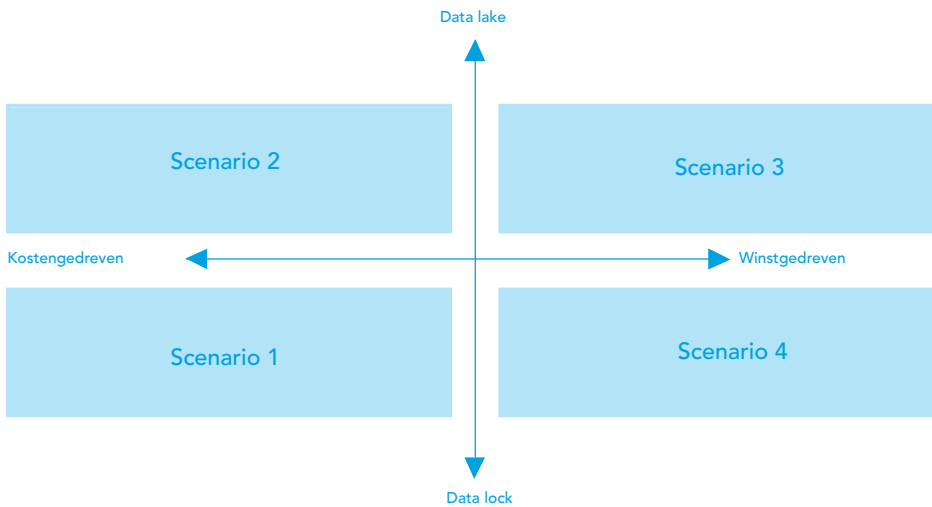 Data lake
Scenario 2
Scenario 3
Kostengedreven
Winstgedreven
Scenario 1
Scenario 4
Data lock